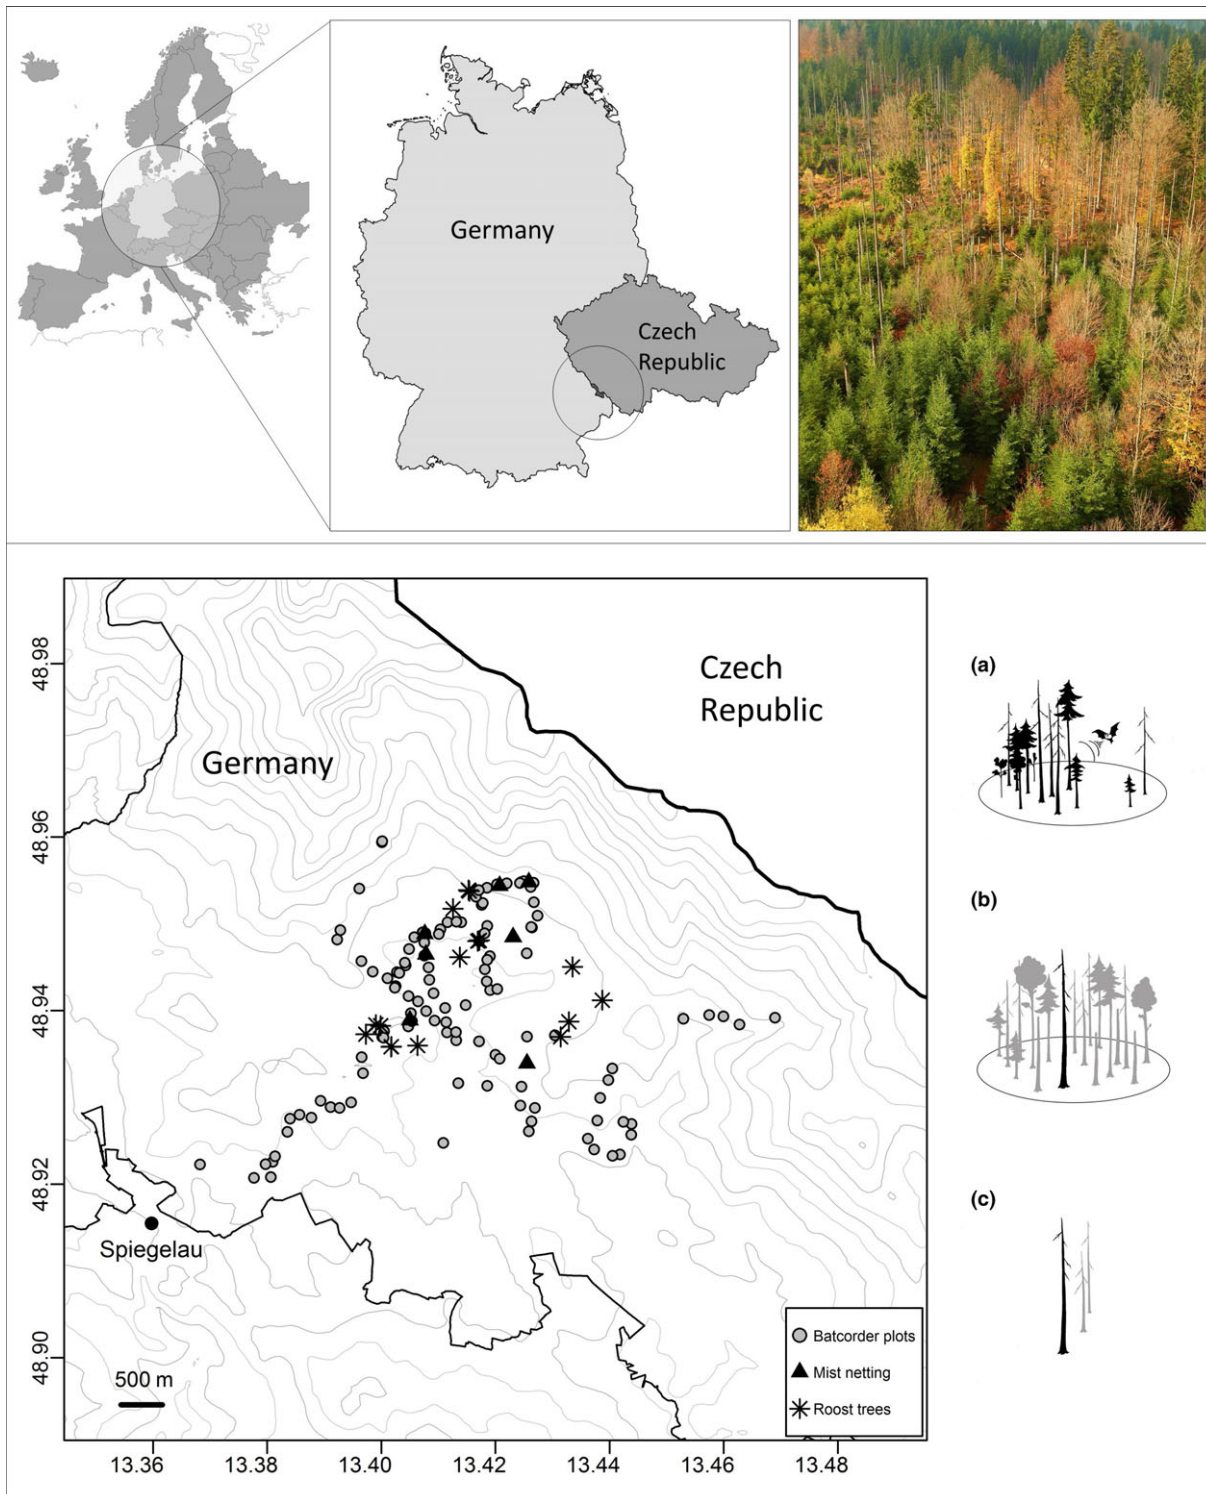 Germany
Czech
Republic
48.98
48.96
48.94
48.92
48.90
Czech
Republic
Germany
Spiegelau
500 m
Batcorder plots
Mist netting
Roost trees
13.36
13.38
13.40
13.42
13.44
13.46
13.48
(a)
(b)
(c)